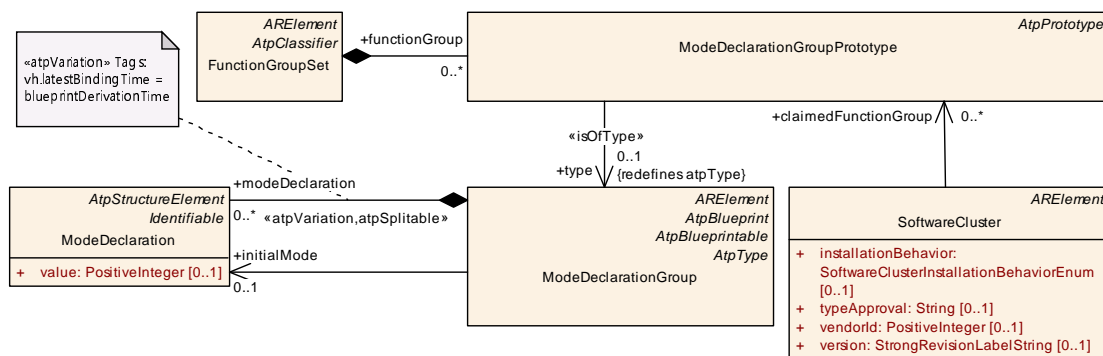 ARElement
AtpClassifier
FunctionGroupSet
+functionGroup
0..*
AtpPrototype
ModeDeclarationGroupPrototype
«atpVariation» Tags:
vh.latestBindingTime =
blueprintDerivationTime
«isOfType»
0..1
+type
{redefines atpType}
+claimedFunctionGroup
0..*
AtpStructureElement
Identifiable
ModeDeclaration
+ value: PositiveInteger [0..1]
+modeDeclaration
0..*
«atpVariation,atpSplitable»
+initialMode
0..1
ARElement
AtpBlueprint
AtpBlueprintable
AtpType
ModeDeclarationGroup
ARElement
SoftwareCluster
+ installationBehavior:
SoftwareClusterInstallationBehaviorEnum
[0..1]
+ typeApproval: String [0..1]
+ vendorId: PositiveInteger [0..1]
+ version: StrongRevisionLabelString [0..1]